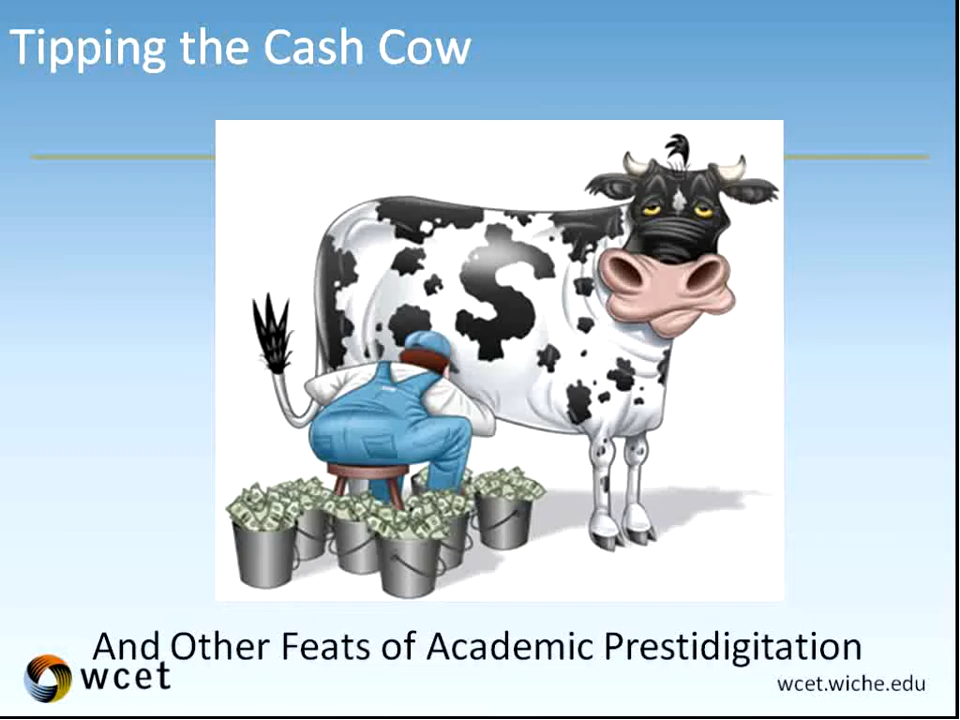 Tipping the Cash Cow
$
And Other Feats of Academic Prestidigitation
wcet
wcet.wiche.edu